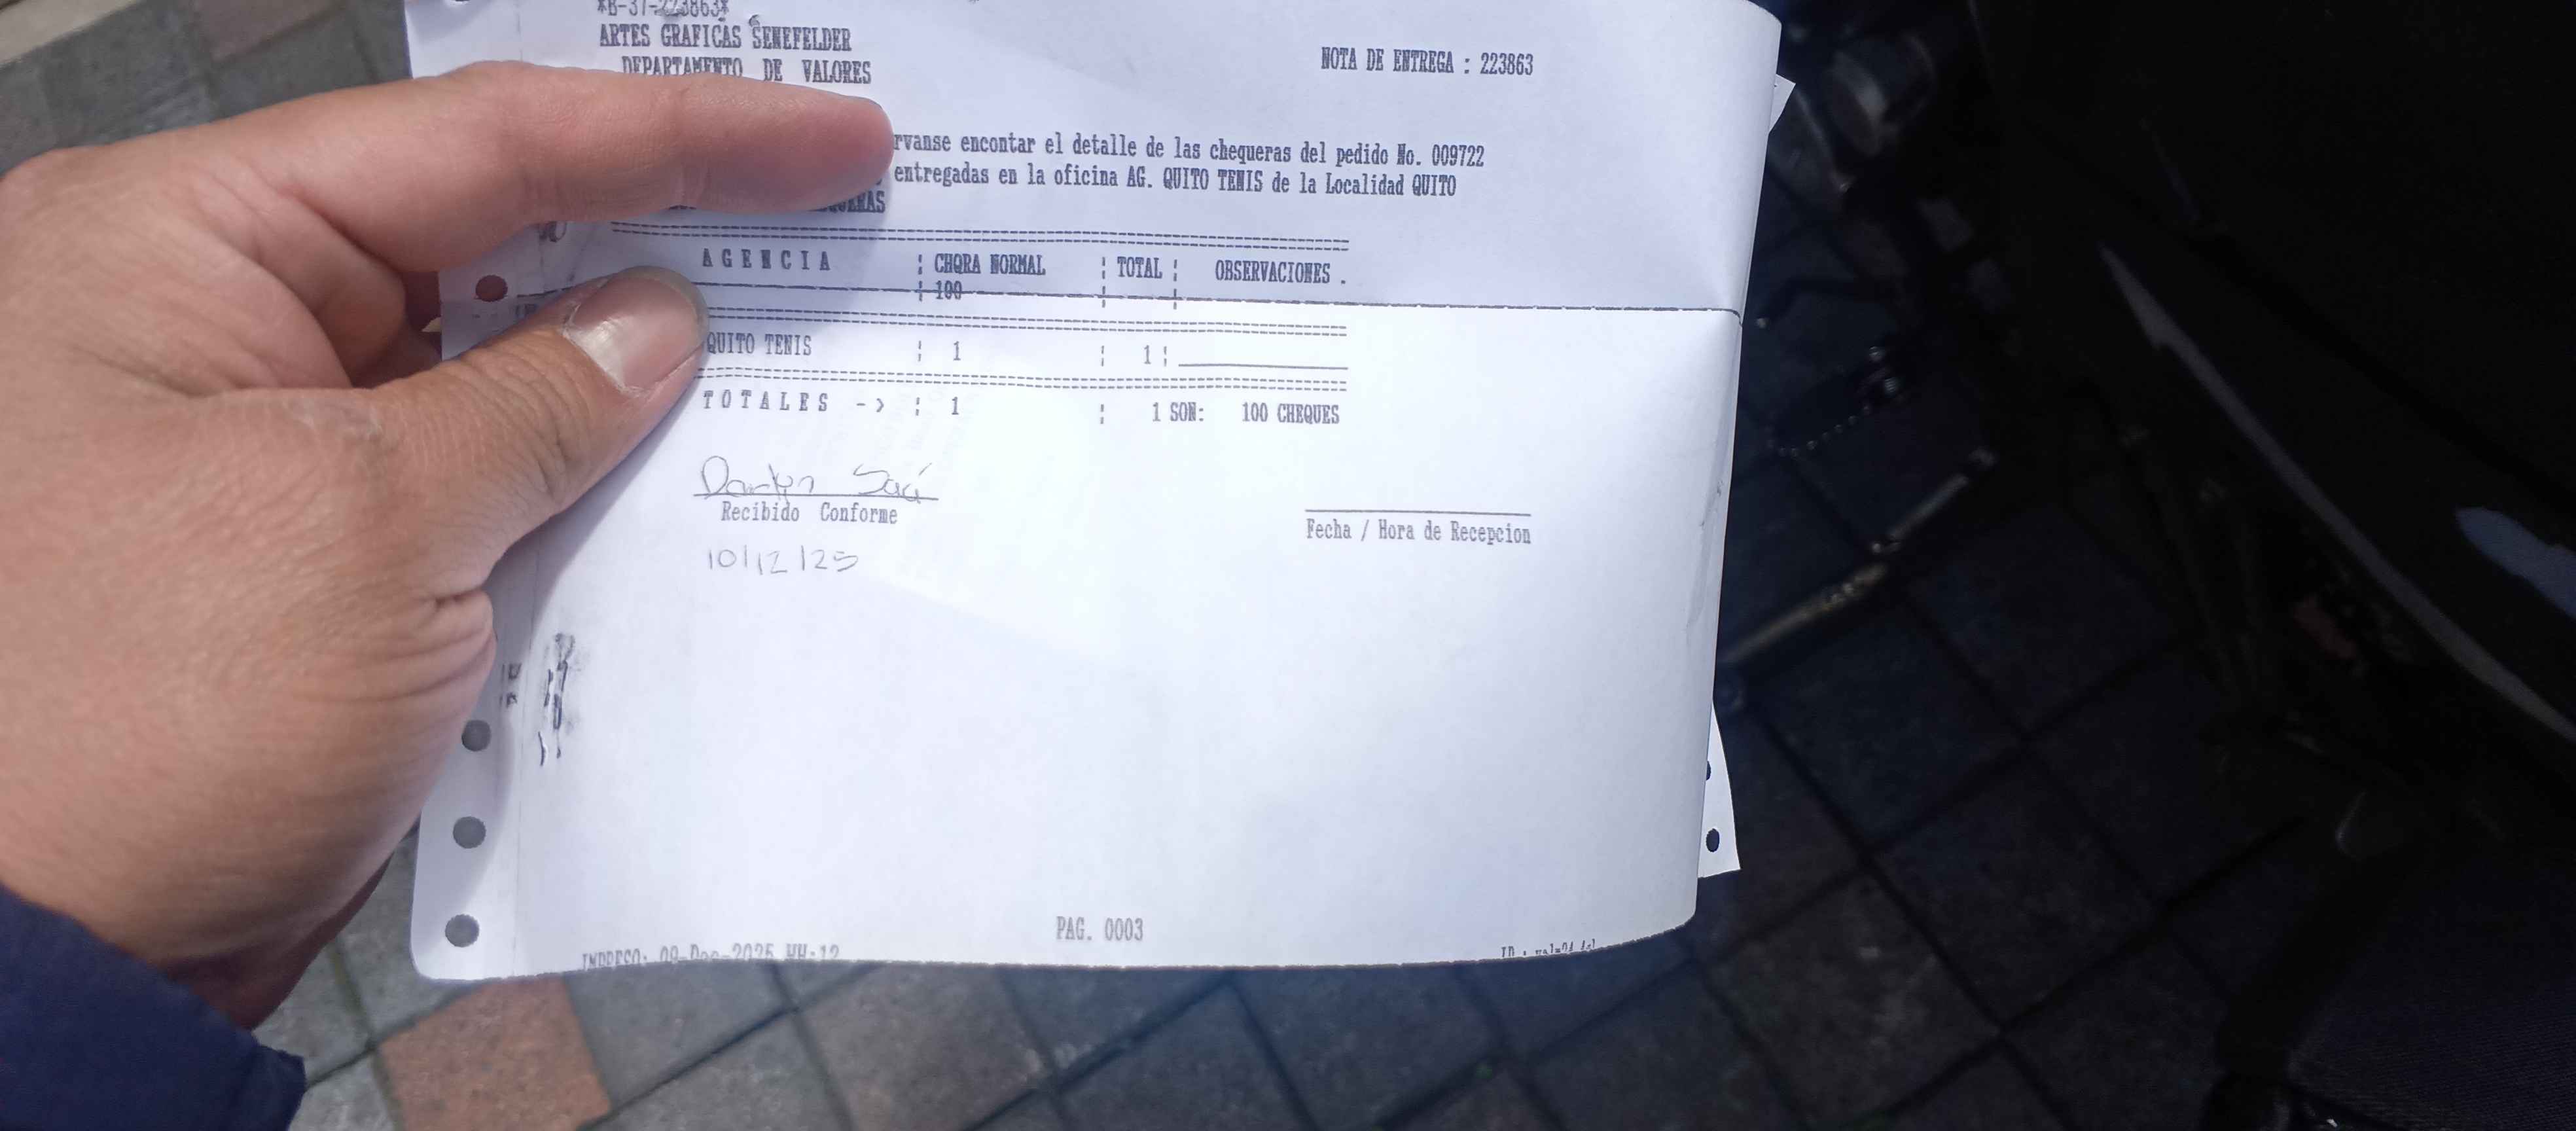 *B-37-223863*
ARTES GRAFICAS SENEFELDER
NOTA DE ENTREGA : 223863
DEPARTAMENTO DE VALORES
rvanse encontar el detalle de las chequeras del pedido No. 009722
entregadas en la oficina AG. QUITO TENIS de la Localidad QUITO
AGENCIA ¦ CHQRA NORMAL ¦ TOTAL ¦ OBSERVACIONES .
¦ 100
QUITO TENIS ¦ 1 ¦ 1 ¦
TOTALES -> ¦ 1 ¦ 1 SON: 100 CHEQUES
Recibido Conforme
Fecha / Hora de Recepcion
10/12/25
PAG. 0003